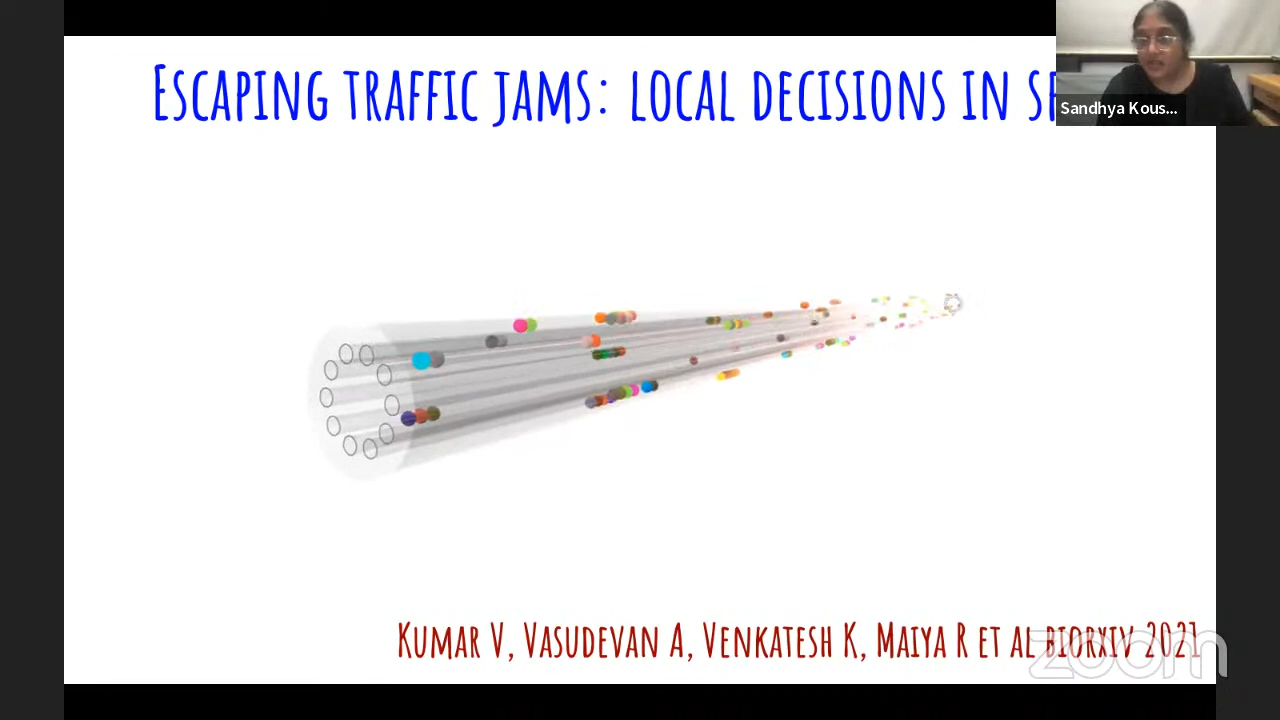 ESCAPING TRAFFIC JAMS: LOCAL DECISIONS IN
Sandhya Kous...
KUMAR V, VASUDEVAN A, VENKATESH K, MAIYA R ET AL BIORXIV 2021
zoom